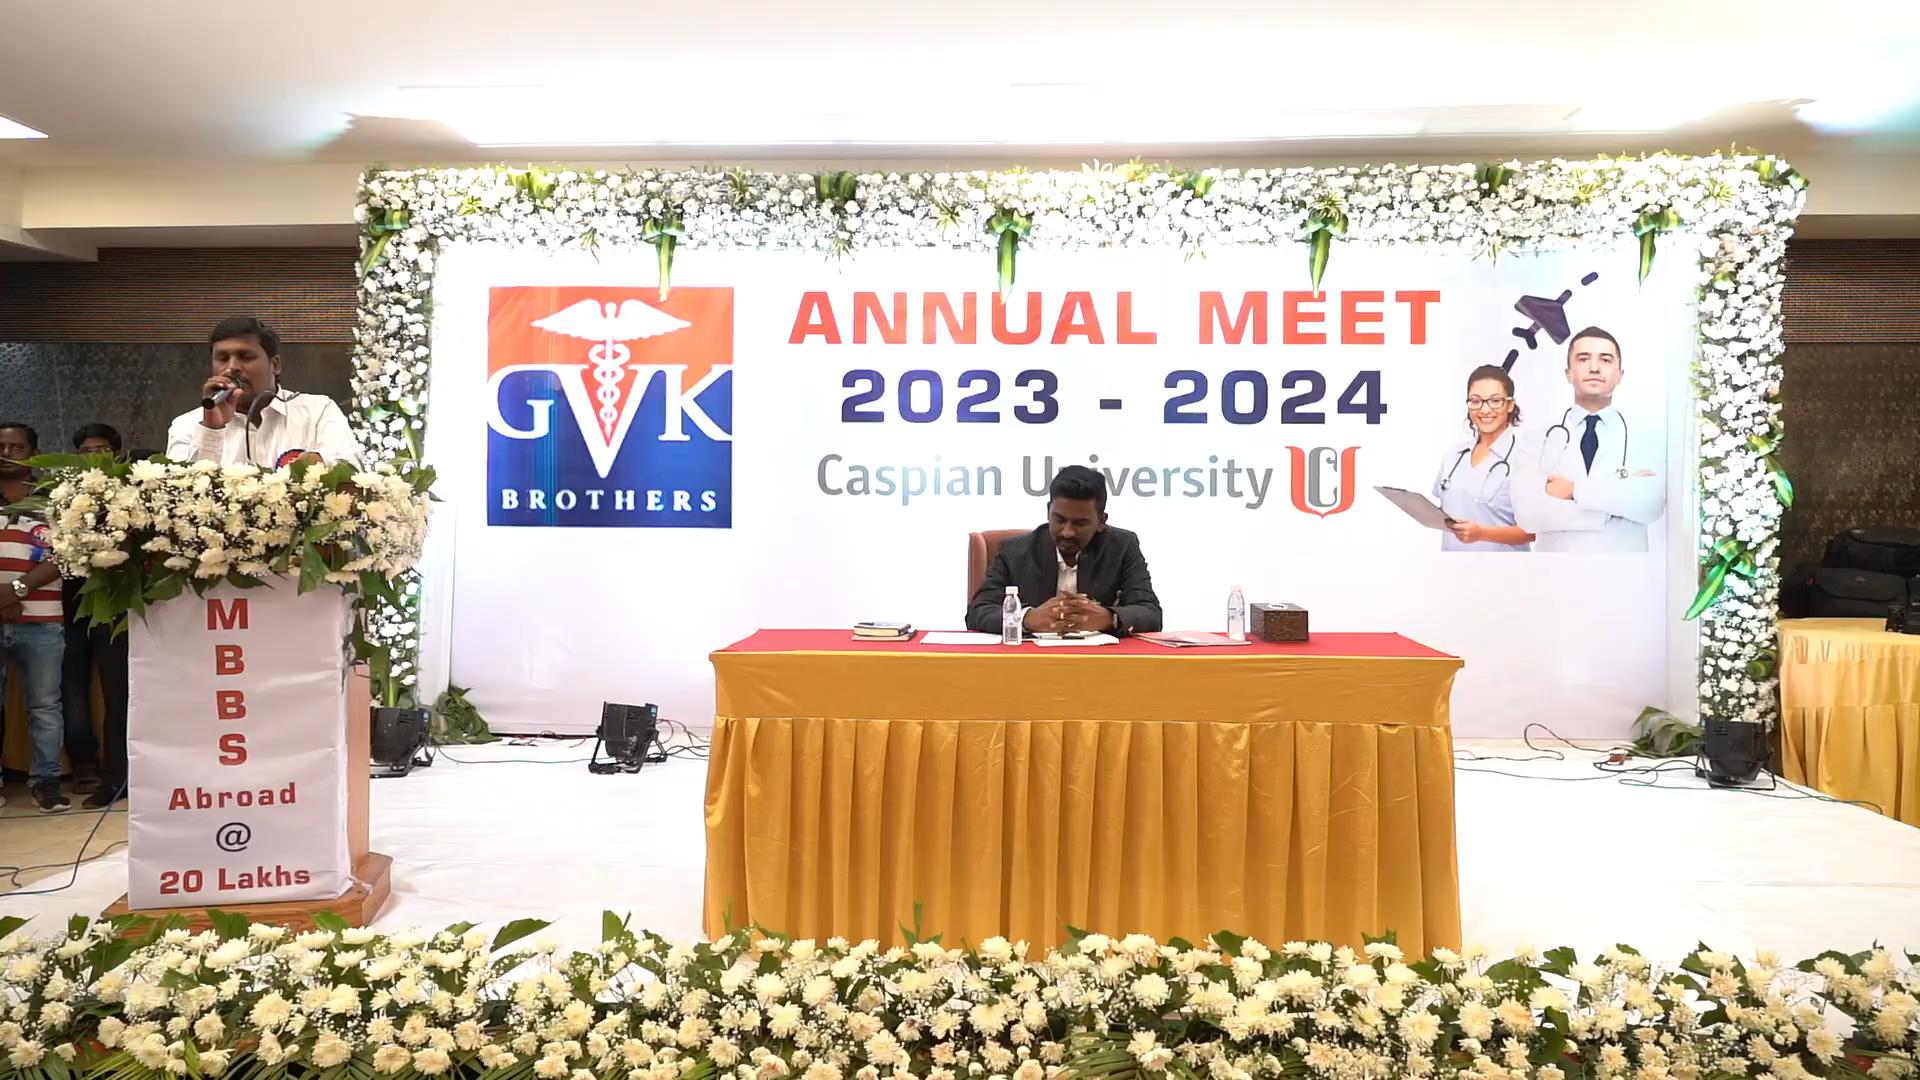 GVK
BROTHERS
ANNUAL MEET
2023 - 2024
Caspian University
M
B
B
S
Abroad
@
20 Lakhs